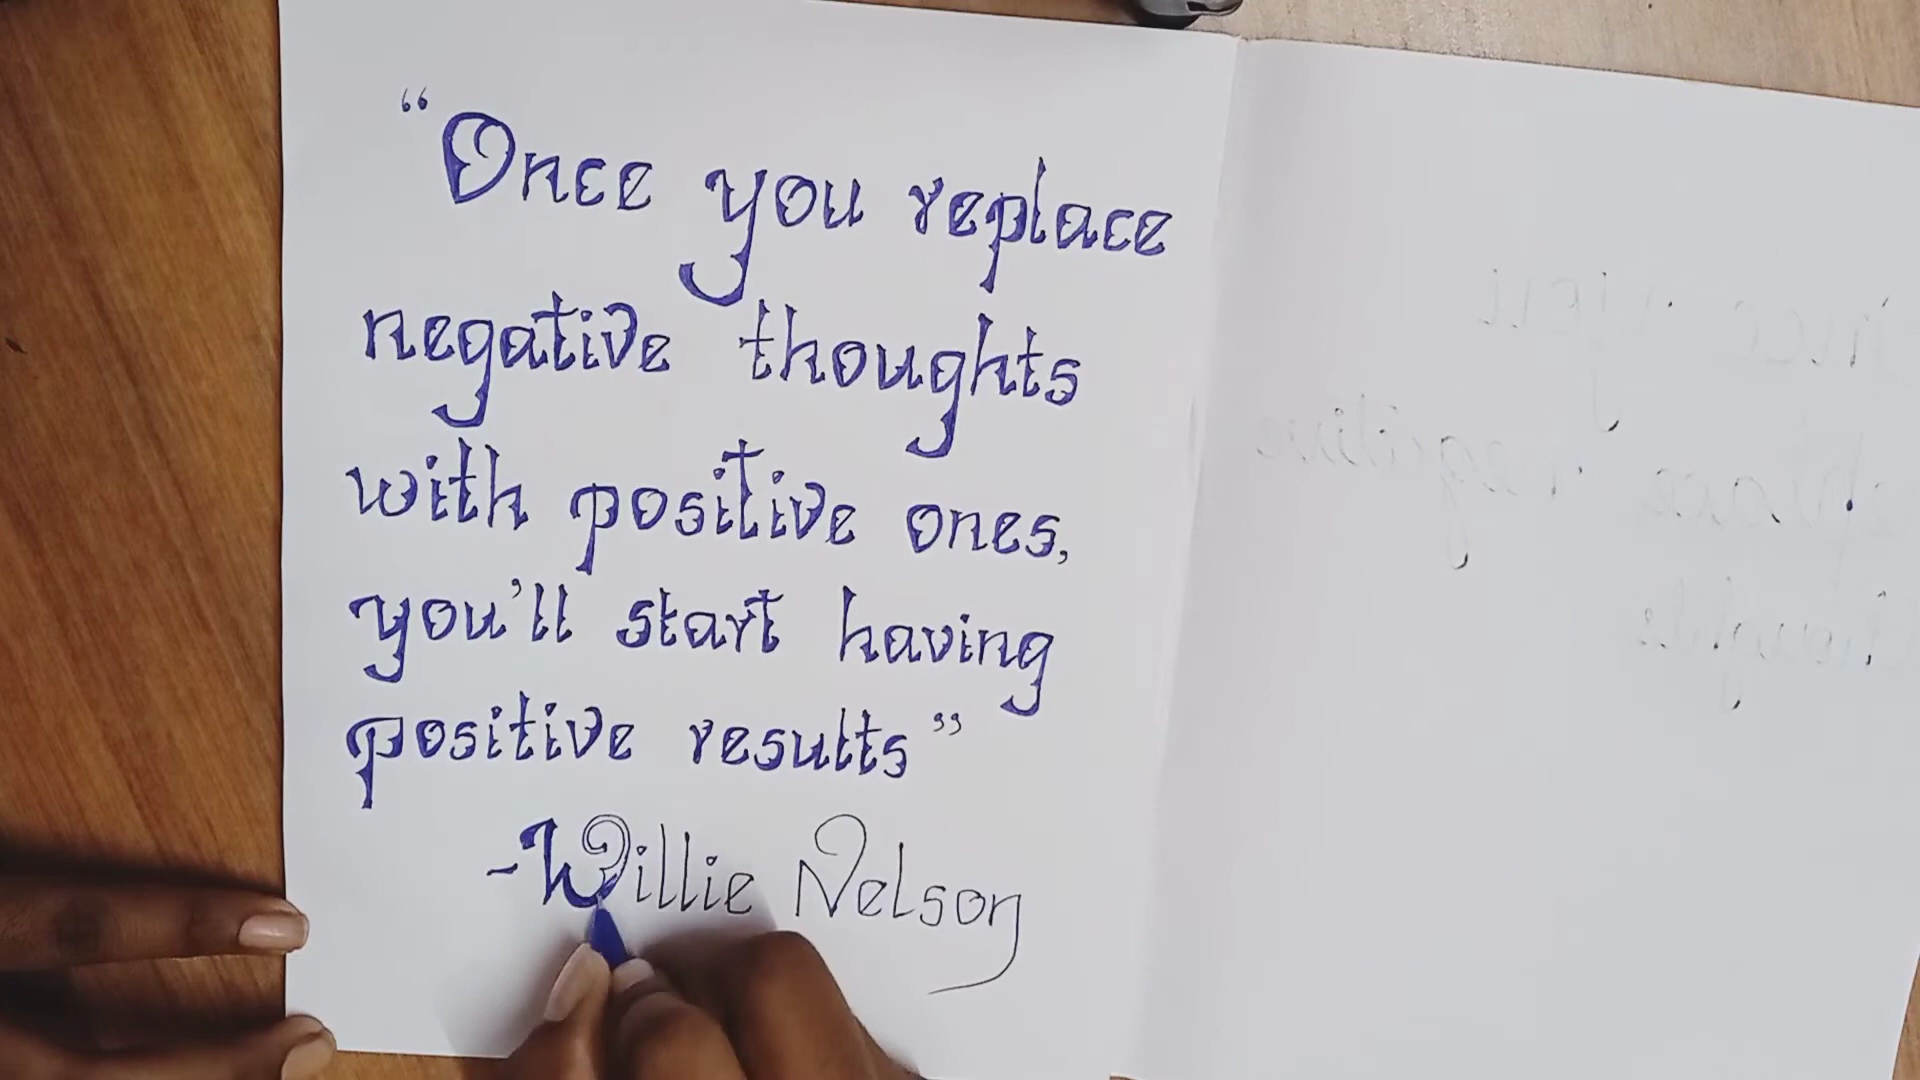 “Once you replace
negative thoughts
with positive ones,
you’ll start having
positive results”
-Willie Nelson